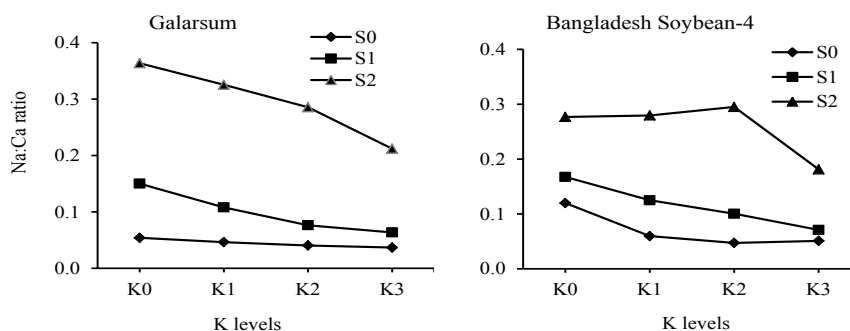 Galarsum
Bangladesh Soybean-4
S0
S1
S2
S0
S1
S2
Na:Ca ratio
0.4
0.3
0.2
0.1
0.0
0.4
0.3
0.2
0.1
0.0
K0 K1 K2 K3
K0 K1 K2 K3
K levels
K levels